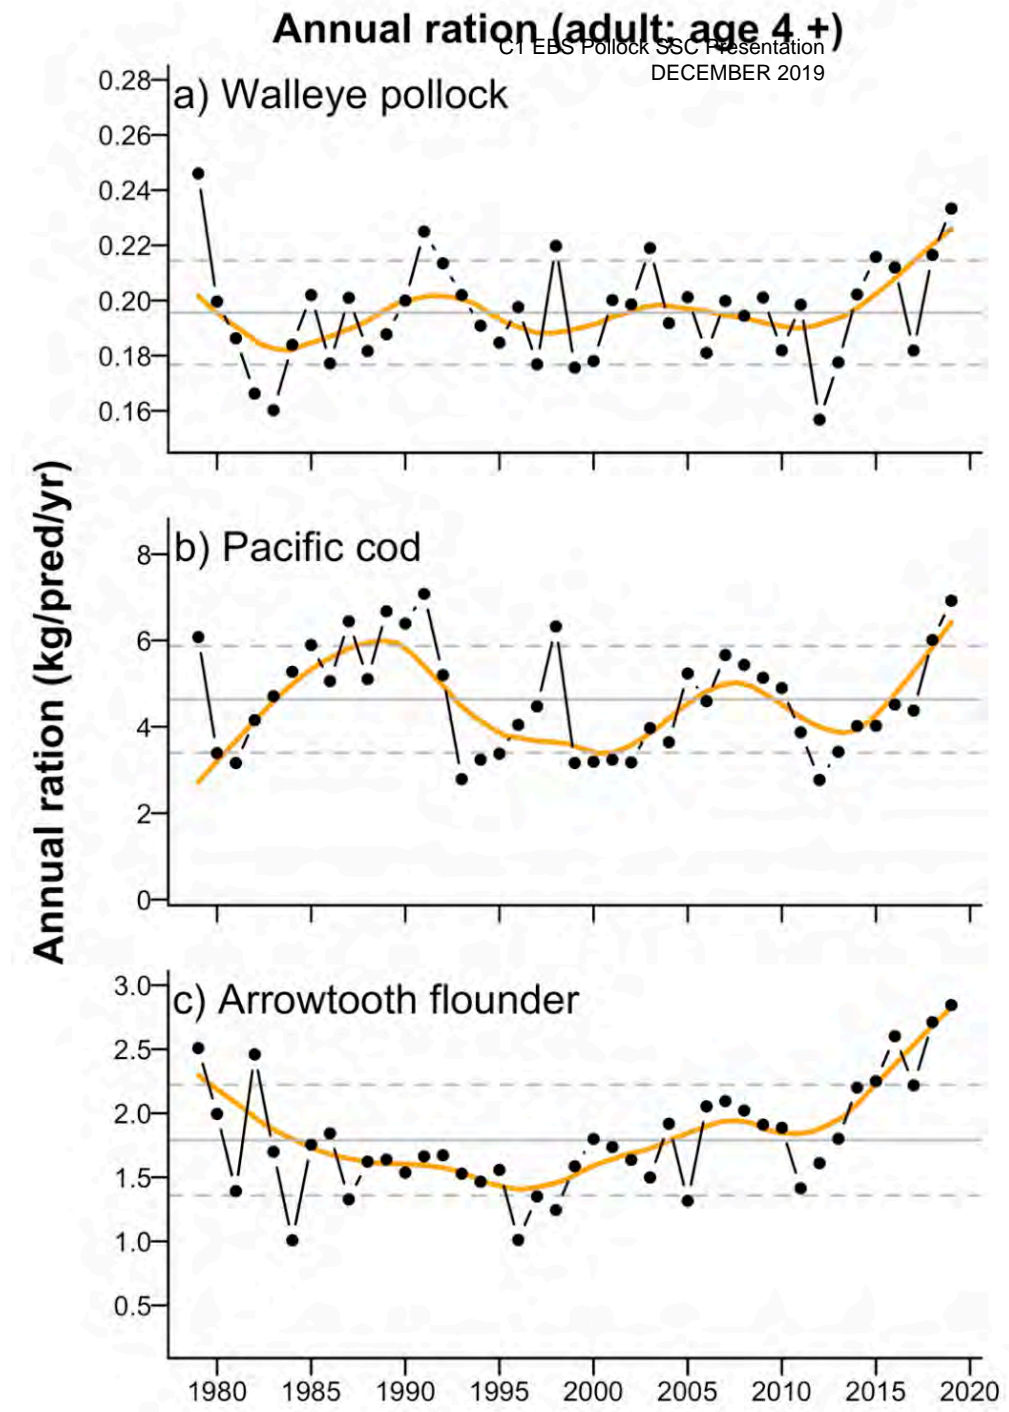 Annual ration (adult; age 4 +)
C1 EBS Pollock SSC Presentation
DECEMBER 2019
a) Walleye pollock
0.28
0.26
0.24
0.22
0.20
0.18
0.16
Annual ration (kg/pred/yr)
b) Pacific cod
8
6
4
2
0
c) Arrowtooth flounder
3.0
2.5
2.0
1.5
1.0
0.5
1980 1985 1990 1995 2000 2005 2010 2015 2020